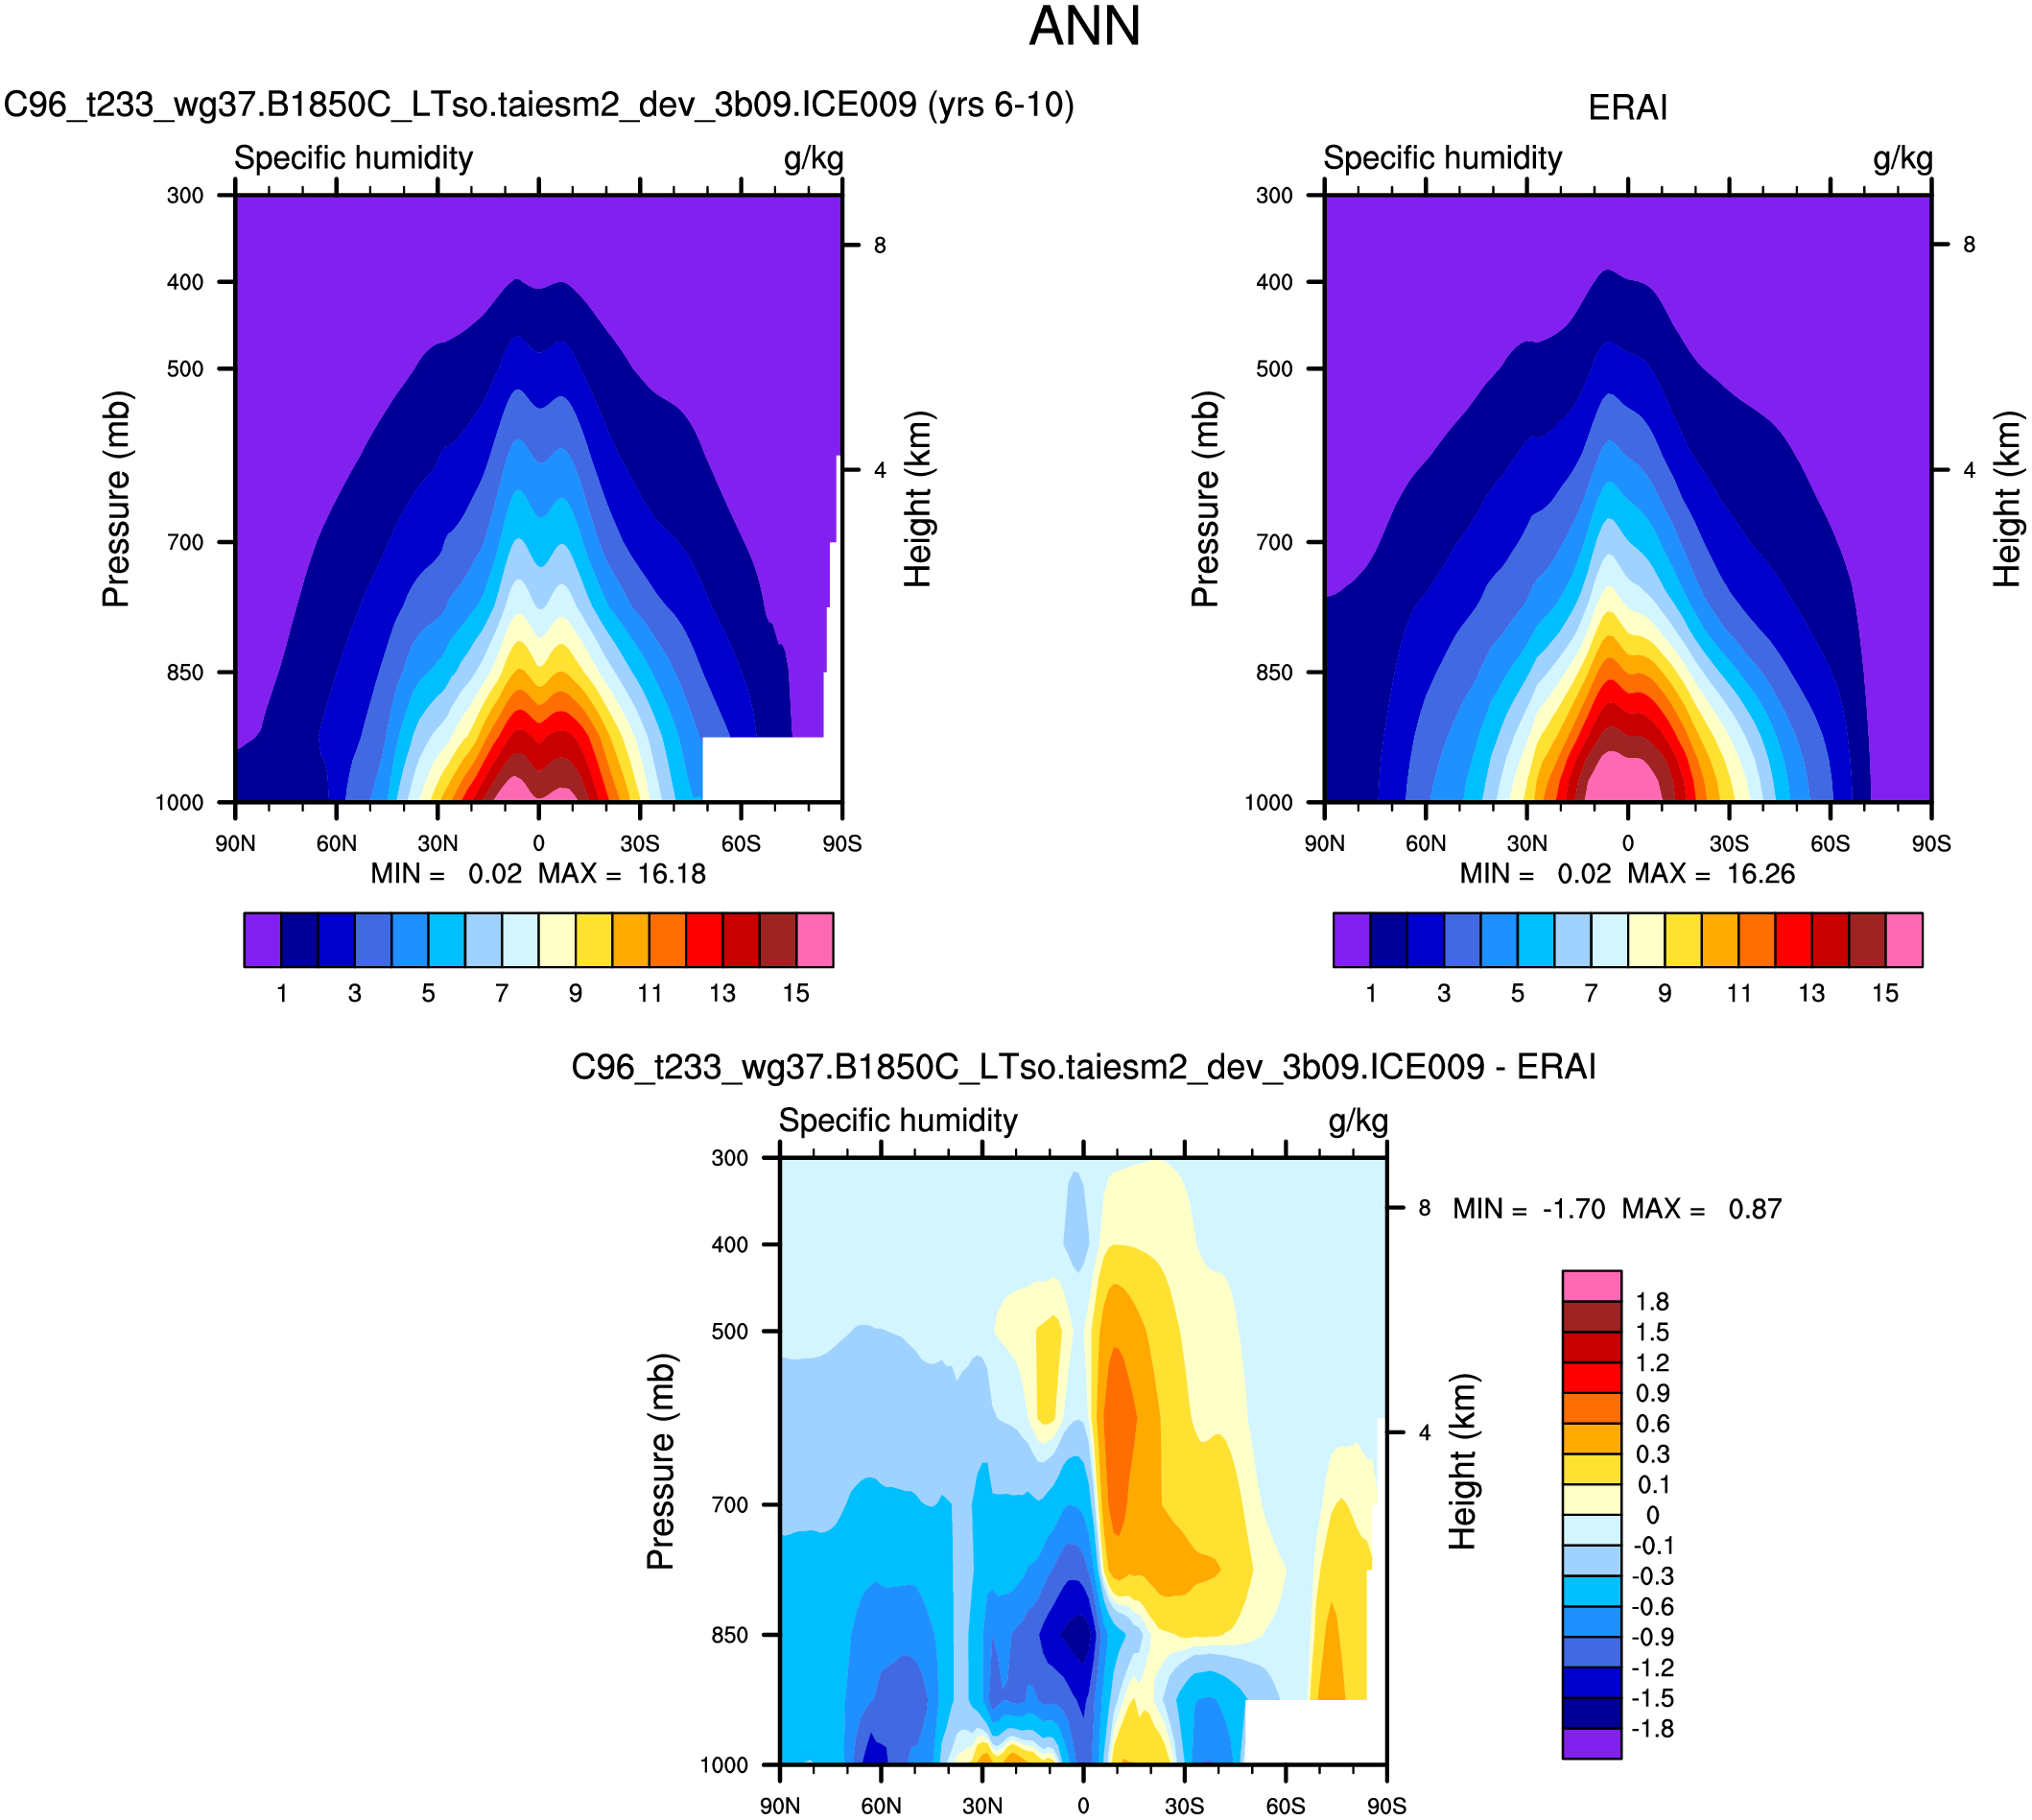 ANN
C96_t233_wg37.B1850C_LTso.taiesm2_dev_3b09.ICE009 (yrs 6-10)
ERAI
Specific humidity g/kg
Specific humidity g/kg
300
400
500
700
850
1000
Pressure (mb)
8
4
Height (km)
90N 60N 30N 0 30S 60S 90S
MIN = 0.02 MAX = 16.18
1 3 5 7 9 11 13 15
300
400
500
700
850
1000
Pressure (mb)
8
4
Height (km)
90N 60N 30N 0 30S 60S 90S
MIN = 0.02 MAX = 16.26
1 3 5 7 9 11 13 15
C96_t233_wg37.B1850C_LTso.taiesm2_dev_3b09.ICE009 - ERAI
Specific humidity g/kg
300
400
500
700
850
1000
Pressure (mb)
8
4
Height (km)
90N 60N 30N 0 30S 60S 90S
MIN = -1.70 MAX = 0.87
1.8
1.5
1.2
0.9
0.6
0.3
0.1
0
-0.1
-0.3
-0.6
-0.9
-1.2
-1.5
-1.8